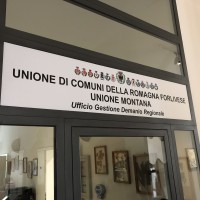 UNIONE DI COMUNI DELLA ROMAGNA FORLIVESE
UNIONE MONTANA
Ufficio Gestione Demanio Regionale